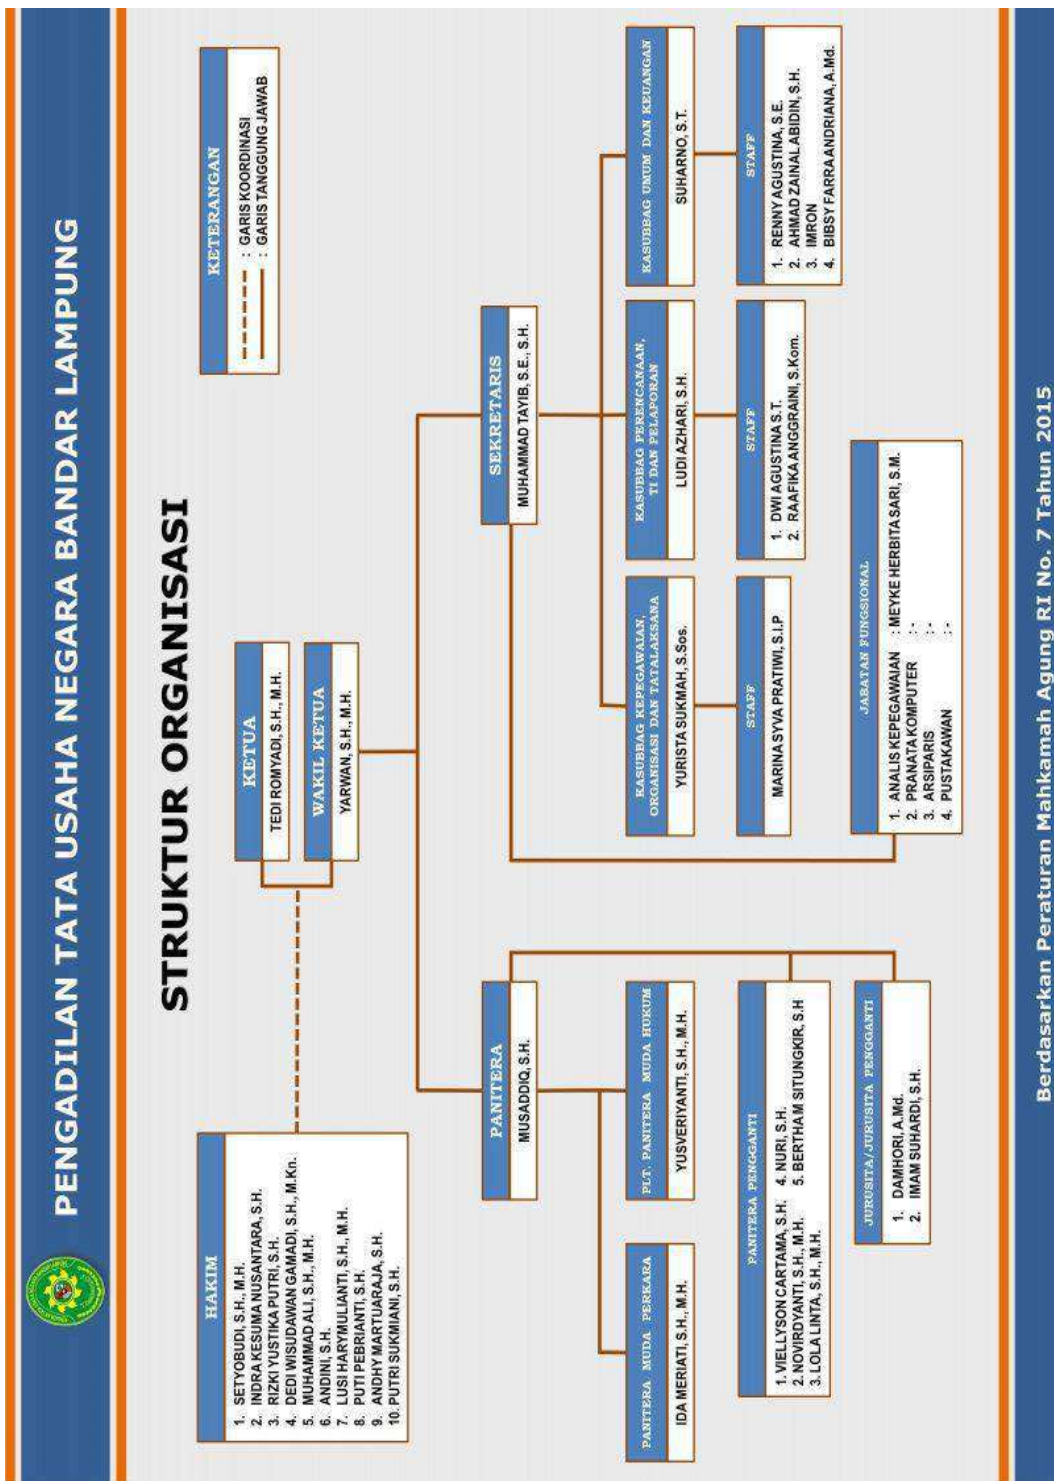 PENGADILAN TATA USAHA NEGARA BANDAR LAMPUNG
STRUKTUR ORGANISASI
KETERANGAN
: GARIS KOORDINASI
: GARIS TANGGUNG JAWAB
HAKIM
1. SETYOBUDI, S.H., M.H.
2. INDRA KESUMA NUSANTARA, S.H.
3. RIZKI YUSTIKA PUTRI, S.H.
4. DEDI WISUDAWAN GAMADI, S.H., M.Kn.
5. MUHAMMAD ALI, S.H., M.H.
6. ANDINI, S.H.
7. LUSI HARYMULIANTI, S.H., M.H.
8. PUTI PEBRIANTI, S.H.
9. ANDHY MARTUARAJA, S.H.
10. PUTRI SUKMIANI, S.H.
KETUA
TEDI ROMYADI, S.H., M.H.
WAKIL KETUA
YARWAN, S.H., M.H.
PANITERA
MUSADDIQ, S.H.
SEKRETARIS
MUHAMMAD TAYIB, S.E., S.H.
PANITERA MUDA PERKARA
IDA MERIATI, S.H., M.H.
PLT. PANITERA MUDA HUKUM
YUSVERIYANTI, S.H., M.H.
KASUBBAG KEPEGAWAIAN,
ORGANISASI DAN TATALAKSANA
YURISTA SUKMAH, S.Sos.
KASUBBAG PERENCANAAN,
TI DAN PELAPORAN
LUDI AZHARI, S.H.
KASUBBAG UMUM DAN KEUANGAN
SUHARNO, S.T.
PANITERA PENGGANTI
1. VIELLYSON CARTAMA, S.H. 4. NURI, S.H.
2. NOVIRDYANTI, S.H., M.H. 5. BERTHAM SITUNGKIR, S.H
3. LOLA LINTA, S.H., M.H.
STAFF
MARINA SYVA PRATIWI, S.I.P
STAFF
1. DWI AGUSTINA S.T.
2. RAAFIKA ANGGRAINI, S.Kom.
STAFF
1. RENNY AGUSTINA, S.E.
2. AHMAD ZAINAL ABIDIN, S.H.
3. IMRON
4. BIBSY FARRA ANDRIANA, A.Md.
JURUSITA/JURUSITA PENGGANTI
1. DAMHORI, A.Md.
2. IMAM SUHARDI, S.H.
JABATAN FUNGSIONAL
1. ANALIS KEPEGAWAIAN : MEYKE HERBITA SARI, S.M.
2. PRANATA KOMPUTER :-
3. ARSIPARIS :-
4. PUSTAKAWAN :-
Berdasarkan Peraturan Mahkamah Agung RI No. 7 Tahun 2015